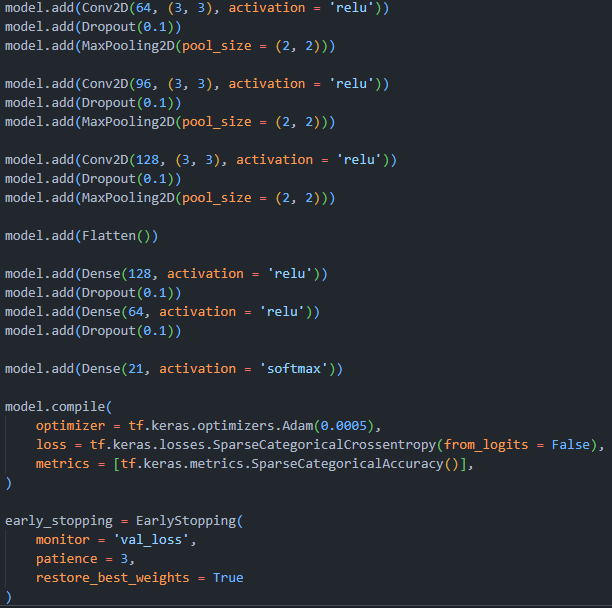 model.add(Conv2D(64, (3, 3), activation = 'relu'))
model.add(Dropout(0.1))
model.add(MaxPooling2D(pool_size = (2, 2)))

model.add(Conv2D(96, (3, 3), activation = 'relu'))
model.add(Dropout(0.1))
model.add(MaxPooling2D(pool_size = (2, 2)))

model.add(Conv2D(128, (3, 3), activation = 'relu'))
model.add(Dropout(0.1))
model.add(MaxPooling2D(pool_size = (2, 2)))

model.add(Flatten())

model.add(Dense(128, activation = 'relu'))
model.add(Dropout(0.1))
model.add(Dense(64, activation = 'relu'))
model.add(Dropout(0.1))

model.add(Dense(21, activation = 'softmax'))

model.compile(
    optimizer = tf.keras.optimizers.Adam(0.0005),
    loss = tf.keras.losses.SparseCategoricalCrossentropy(from_logits = False),
    metrics = [tf.keras.metrics.SparseCategoricalAccuracy()],
)

early_stopping = EarlyStopping(
    monitor = 'val_loss',
    patience = 3,
    restore_best_weights = True
)